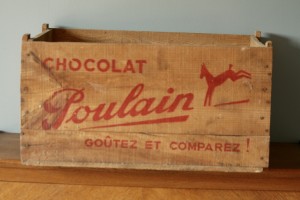 CHOCOLAT
Poulain
GOÛTEZ ET COMPAREZ !